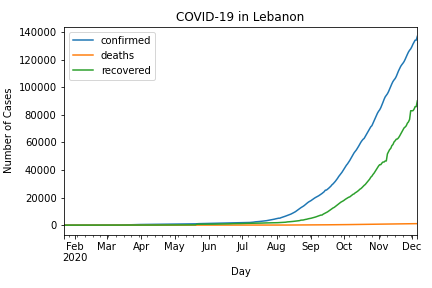 COVID-19 in Lebanon
confirmed
deaths
recovered
Number of Cases
140000
120000
100000
80000
60000
40000
20000
0
Feb Mar Apr May Jun Jul Aug Sep Oct Nov Dec
2020
Day